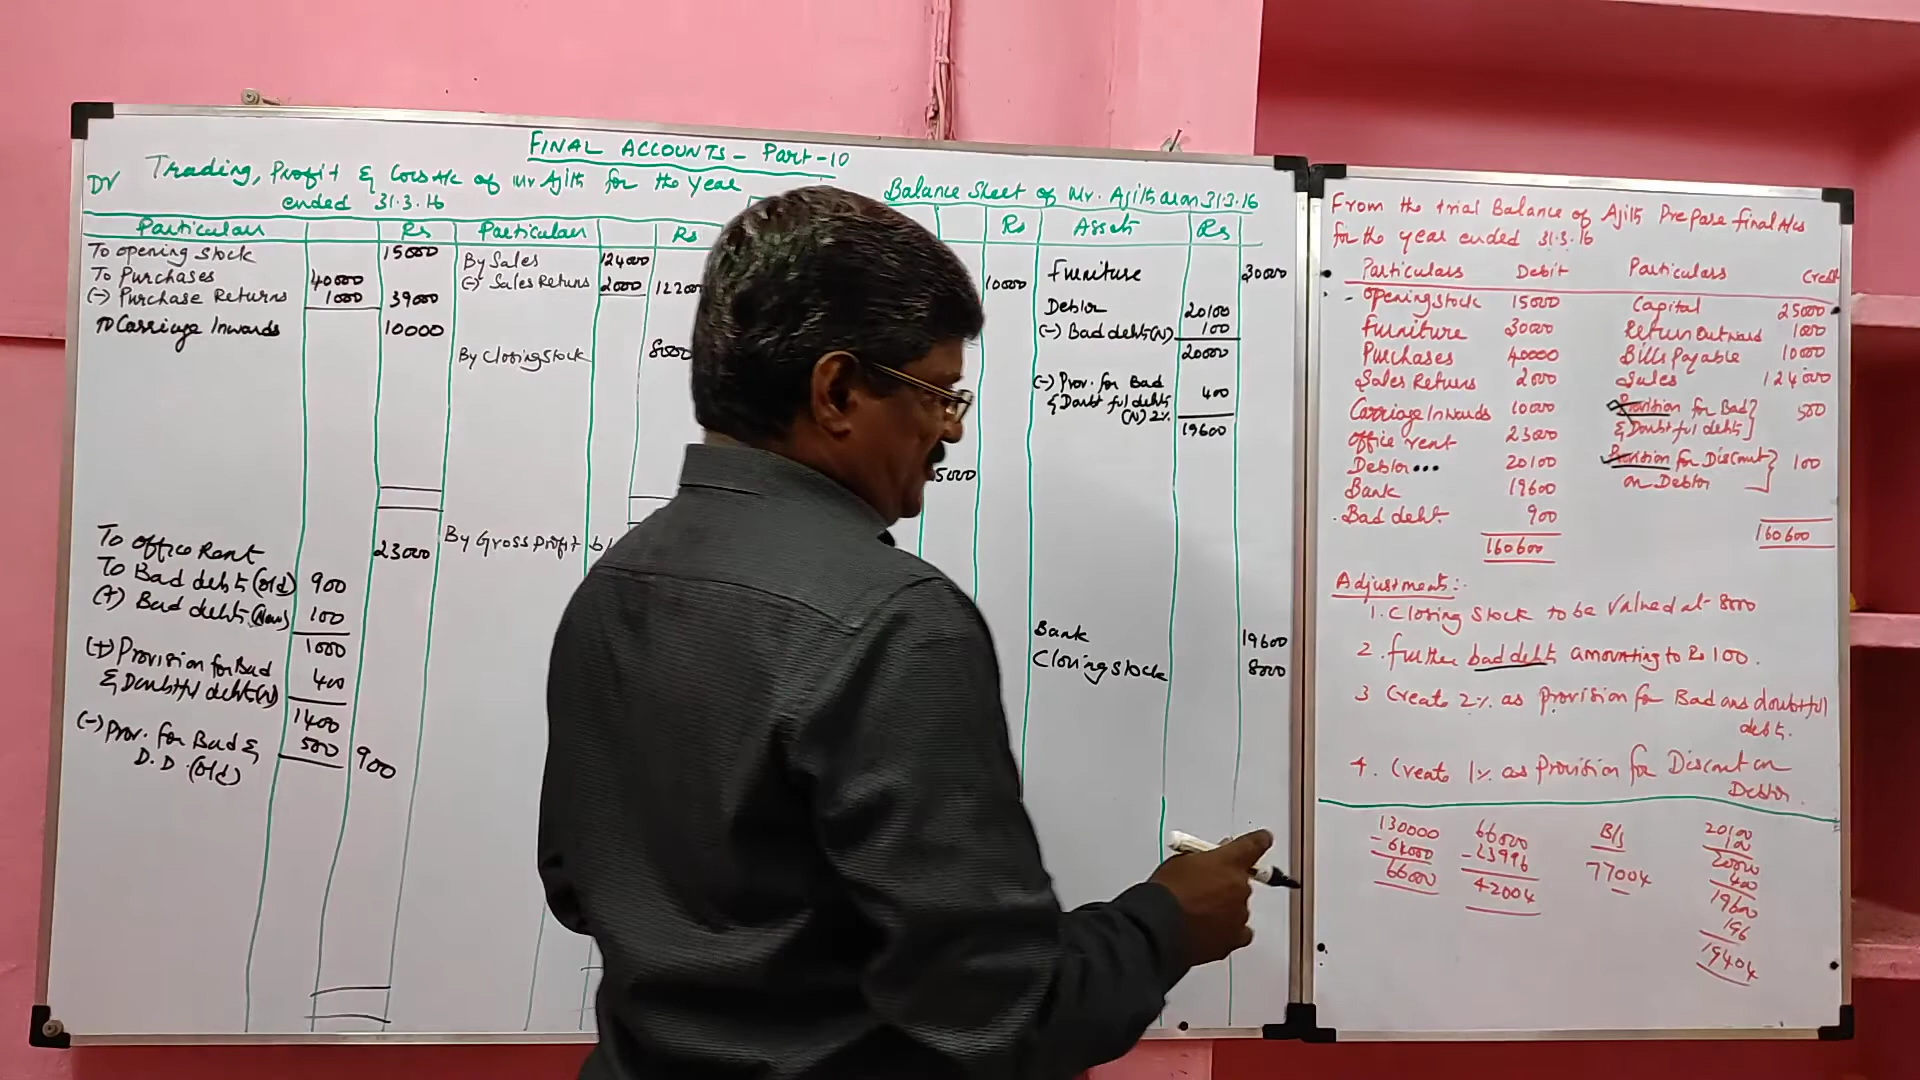 FINAL ACCOUNTS - Part-10
Dr Trading, Profit & Loss A/c of Mr Ajith for the Year
ended 31.3.16
Particulars Rs Particulars Rs
To opening stock 15000 By Sales 124000
To Purchases 40000 (-) Sales Returns 2000 122000
(-) Purchase Returns 1000 39000
To Carriage Inwards 10000
By Closing Stock 8000
To office Rent 23000 By Gross profit b/
To Bad debts (old) 900
(+) Bad debts (New) 100
1000
(+) Provision for Bad
& Doubtful debts (N) 400
1400
(-) Prov. for Bad & 500 900
D.D. (old)
Balance Sheet of Mr. Ajith as on 31.3.16
Rs Assets Rs
10000 Furniture 30000
Debtor 20100
(-) Bad debts (N) 100
20000
(-) Prov. for Bad
& Doubtful debts 400
(N) 2%
19600
5000
Bank 19600
Closing stock 8000
From the trial Balance of Ajith Prepare final A/cs
for the year ended 31.3.16
Particulars Debit Particulars Credit
Opening stock 15000 Capital 25000
Furniture 30000 Return Outward 1000
Purchases 40000 Bills Payable 10000
Sales Returns 2000 Sales 124000
Carriage Inwards 10000 Provision for Bad 500
office rent 23000 & Doubtful debts
Debtor 20100 Provision for Discount 100
Bank 19600 on Debtor
Bad debt 900
160600 160600
Adjustments:-
1. Closing Stock to be Valued at 8000
2. further bad debts amounting to Rs 100.
3 Create 2% as provision for Bad and doubtful
debts.
4. Create 1% as Provision for Discount on
Debtor.
130000 66000 B/S 20100
-64000 -23996 77004 100
66000 42004 20000
400
19600
196
19404